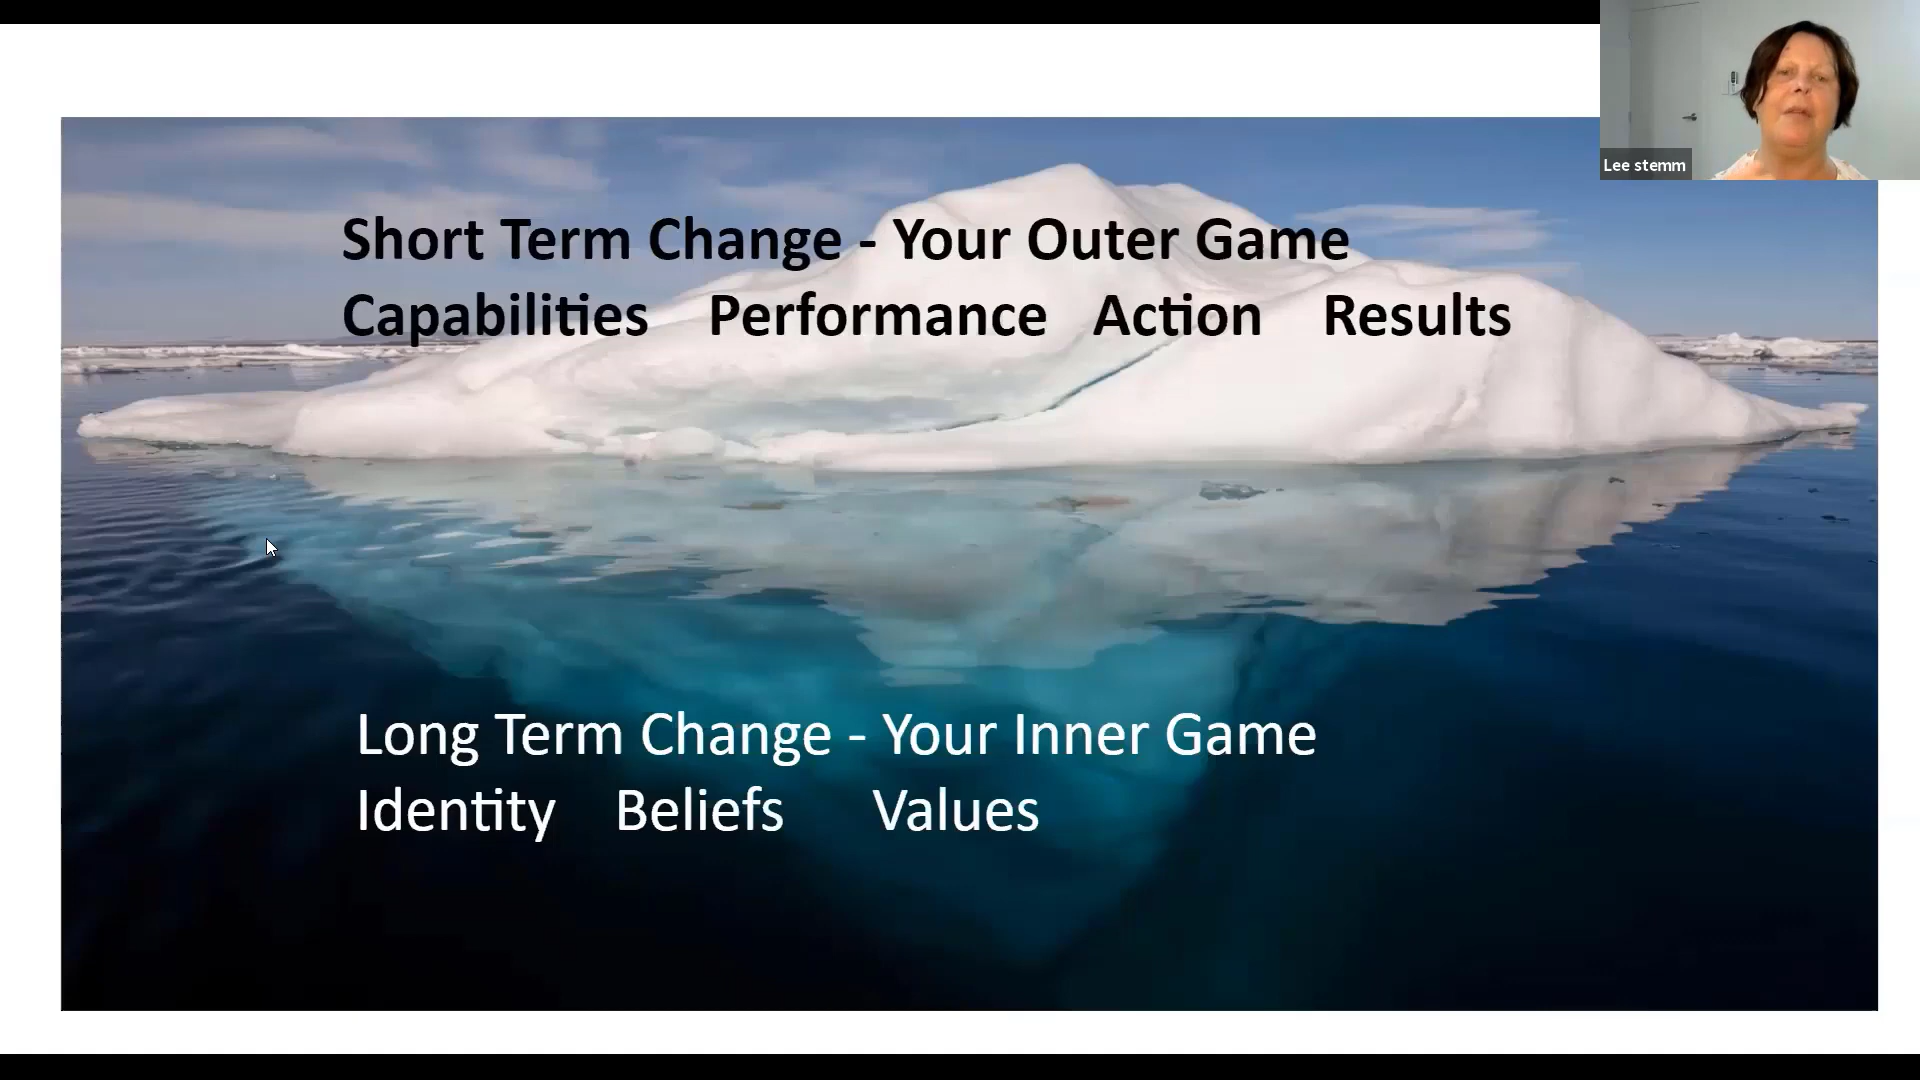 Lee stemm
Short Term Change - Your Outer Game
Capabilities Performance Action Results
Long Term Change - Your Inner Game
Identity Beliefs Values